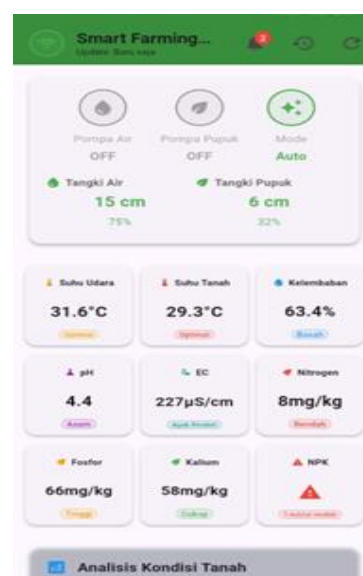 Smart Farming...
Update: Baru saja
2
Pompa Air
Pompa Pupuk
Mode
OFF
OFF
Auto
Tangki Air
Tangki Pupuk
15 cm
6 cm
75%
32%
Suhu Udara
Suhu Tanah
Kelembaban
31.6°C
29.3°C
63.4%
Optimal
Optimal
Basah
pH
EC
Nitrogen
4.4
227µS/cm
8mg/kg
Asam
Rendah
Fosfor
Kalium
NPK
66mg/kg
58mg/kg
Tinggi
Cukup
Analisis Kondisi Tanah